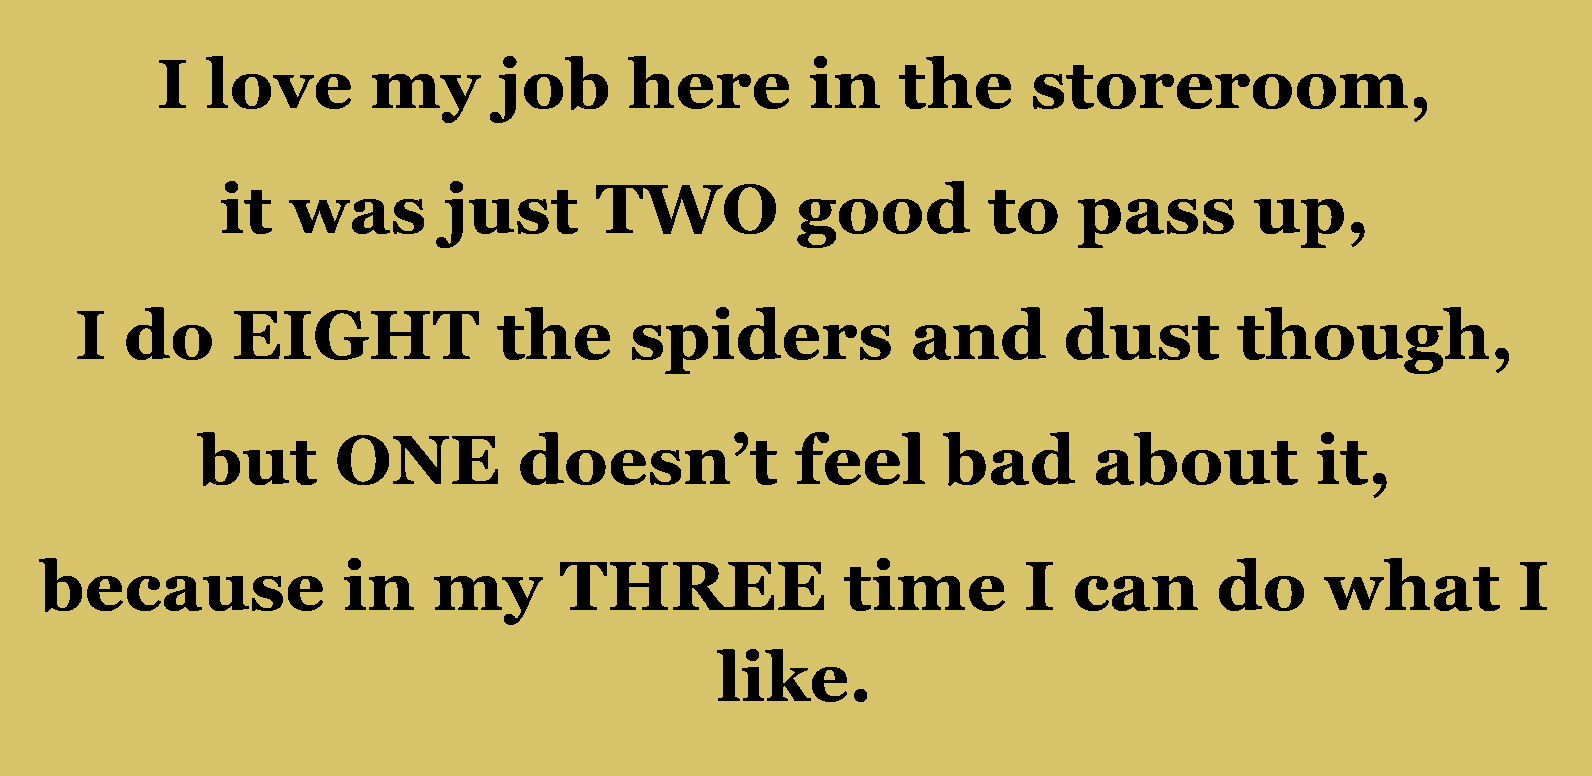 I love my job here in the storeroom,
it was just TWO good to pass up,
I do EIGHT the spiders and dust though,
but ONE doesn’t feel bad about it,
because in my THREE time I can do what I
like.